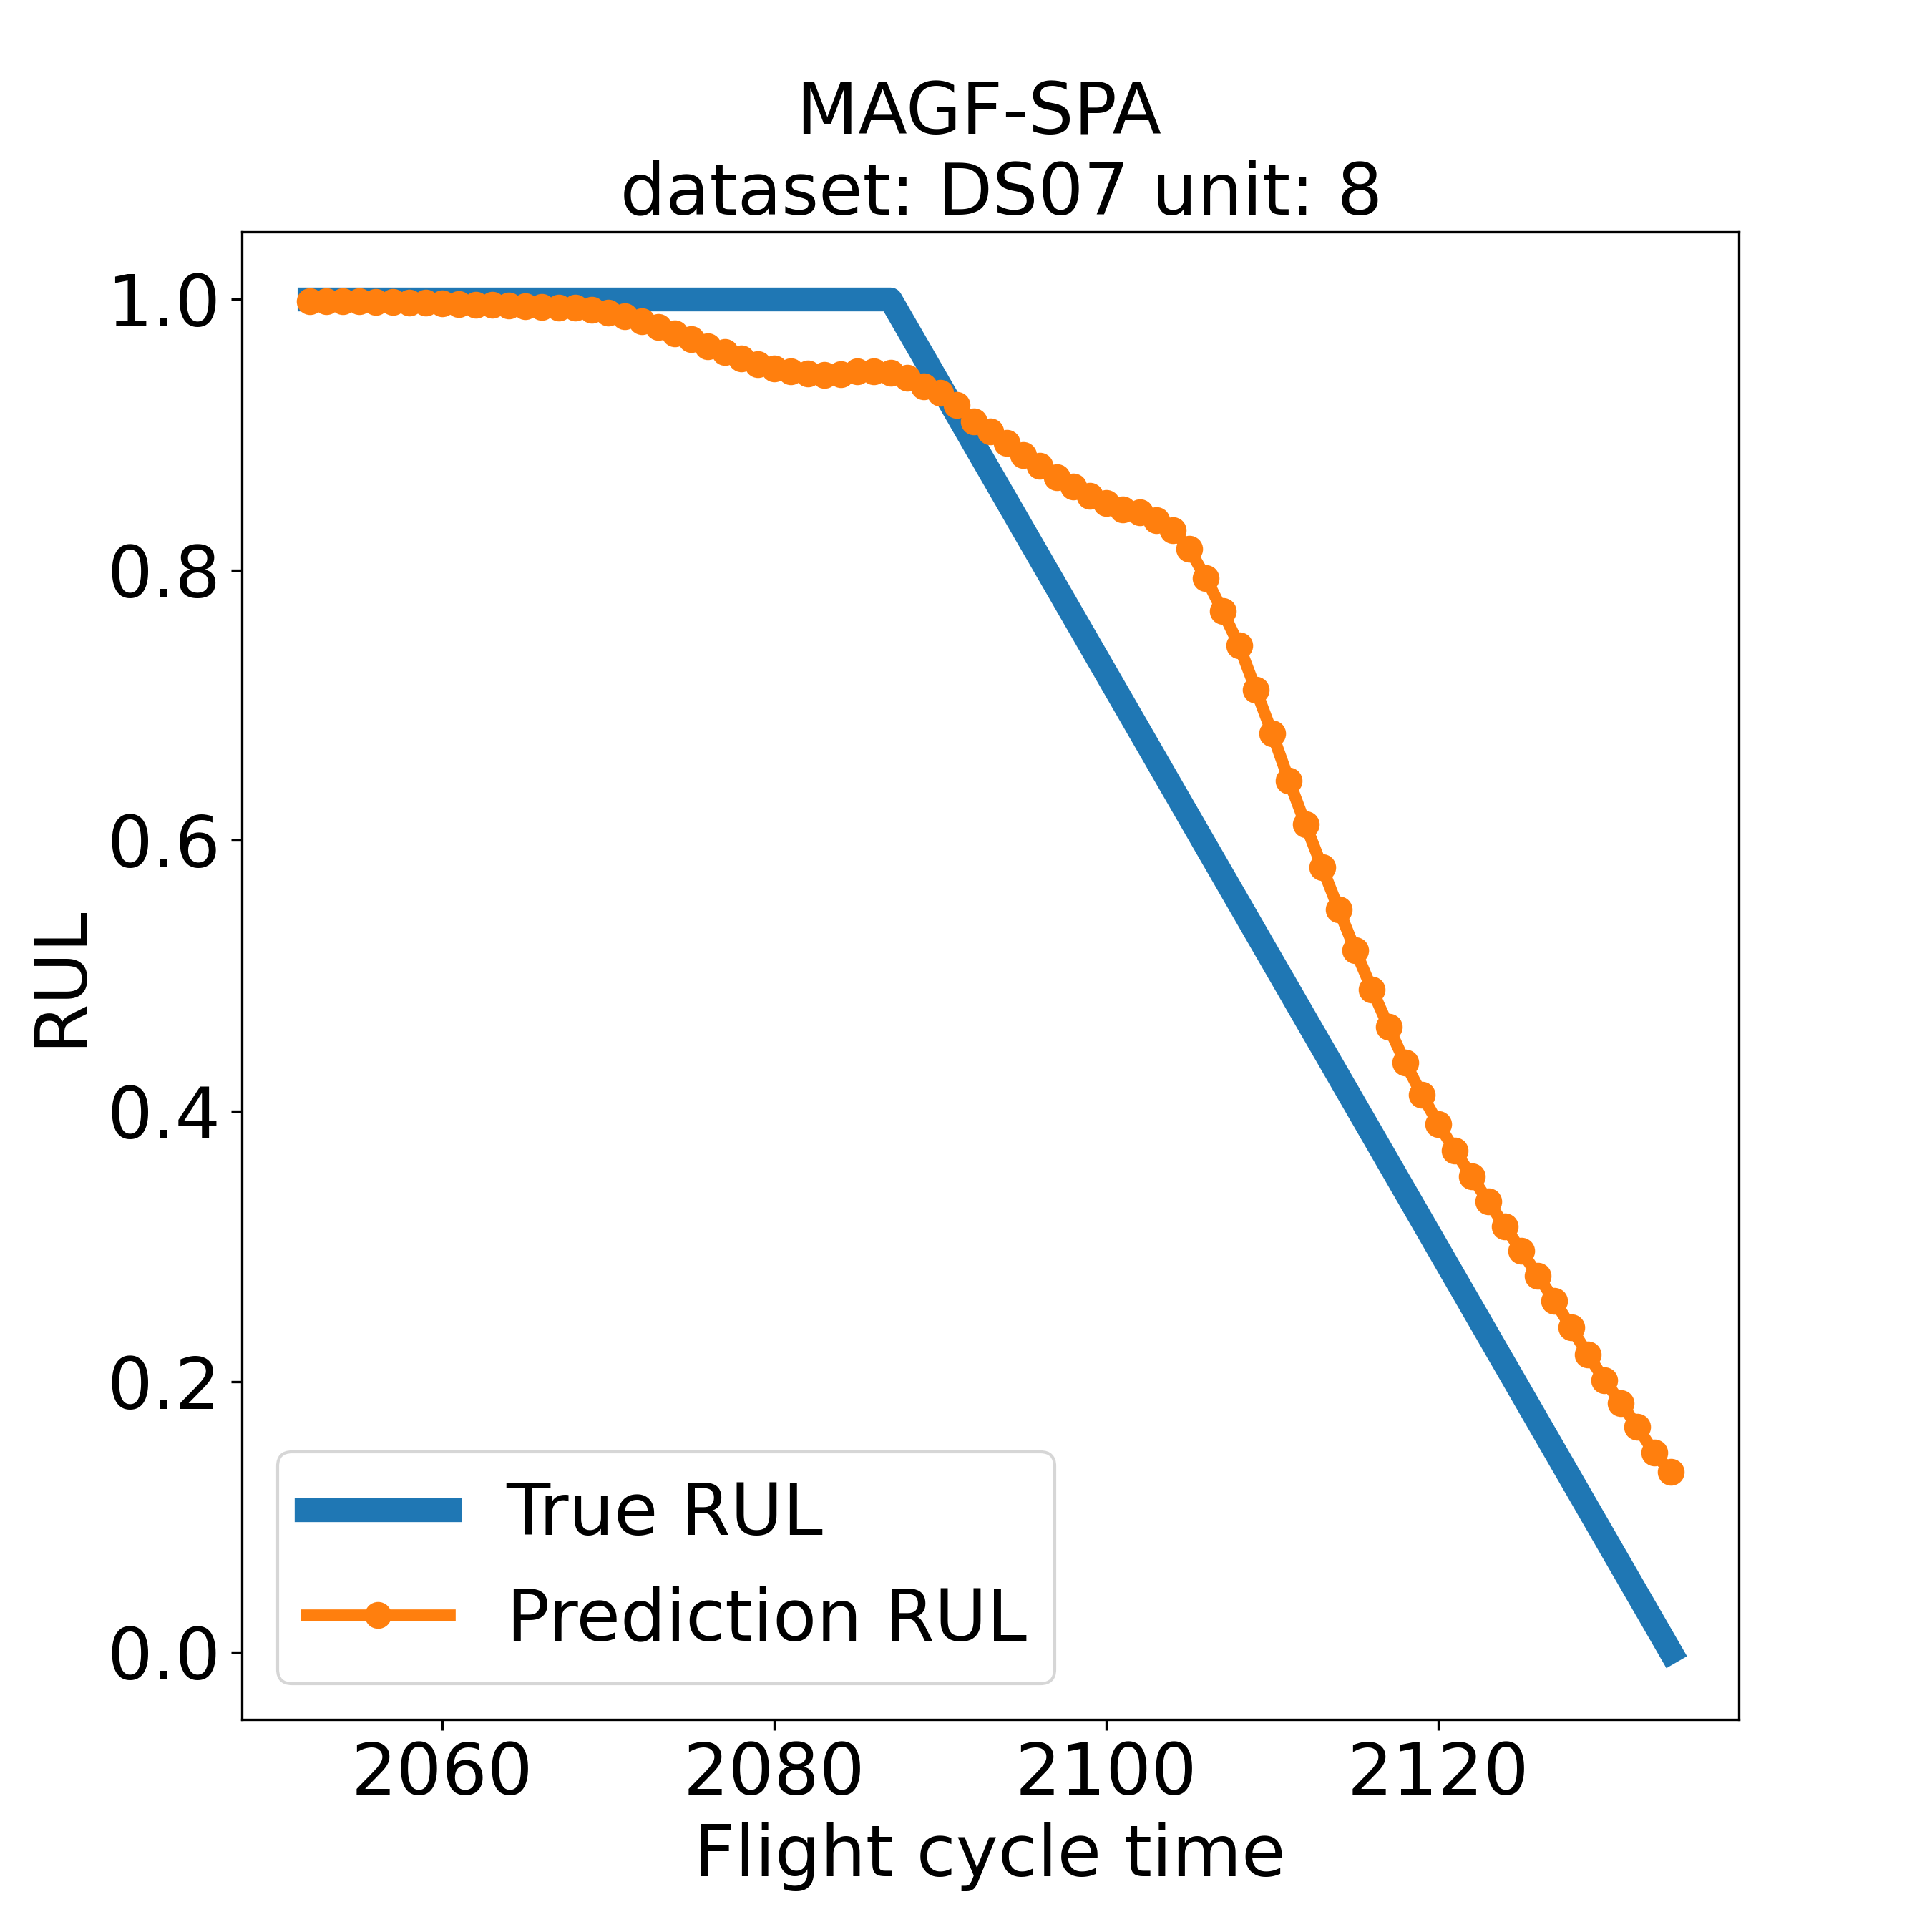 MAGF-SPA
dataset: DS07 unit: 8
1.0
0.8
0.6
0.4
0.2
0.0
RUL
True RUL
Prediction RUL
2060 2080 2100 2120
Flight cycle time